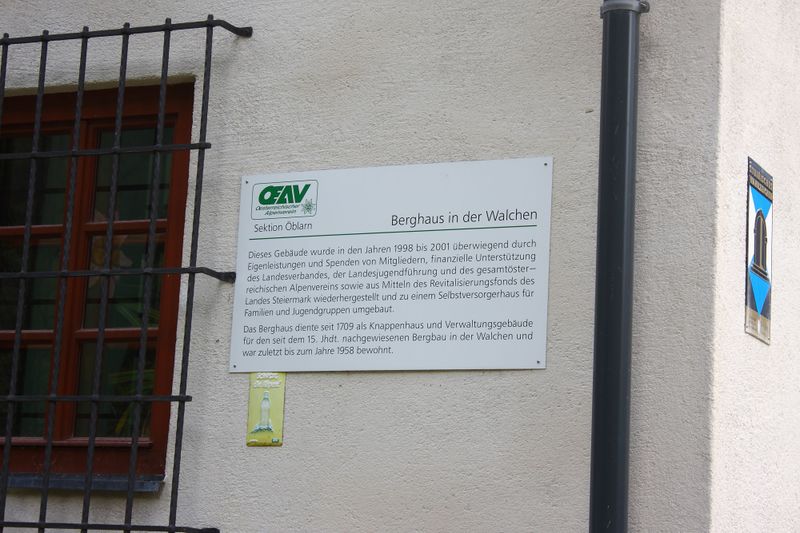 OEAV
Oesterreichischer
Alpenverein
Sektion Öblarn
Berghaus in der Walchen
Dieses Gebäude wurde in den Jahren 1998 bis 2001 überwiegend durch
Eigenleistungen und Spenden von Mitgliedern, finanzielle Unterstützung
des Landesverbandes, der Landesjugendführung und des gesamtöster-
reichischen Alpenvereins sowie aus Mitteln des Revitalisierungsfonds des
Landes Steiermark wiederhergestellt und zu einem Selbstversorgerhaus für
Familien und Jugendgruppen umgebaut.
Das Berghaus diente seit 1709 als Knappenhaus und Verwaltungsgebäude
für den seit dem 15. Jhdt. nachgewiesenen Bergbau in der Walchen und
war zuletzt bis zum Jahre 1958 bewohnt.